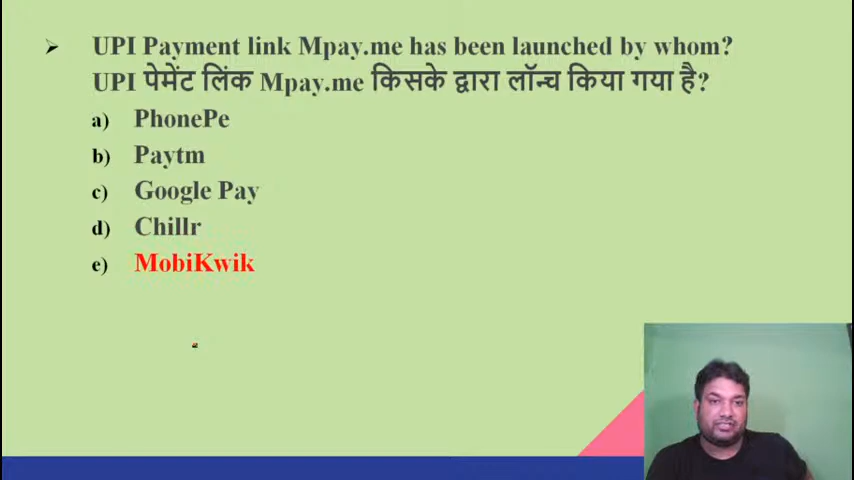 ➢ UPI Payment link Mpay.me has been launched by whom?
UPI पेमेंट लिंक Mpay.me किसके द्वारा लॉन्च किया गया है?
a) PhonePe
b) Paytm
c) Google Pay
d) Chillr
e) MobiKwik